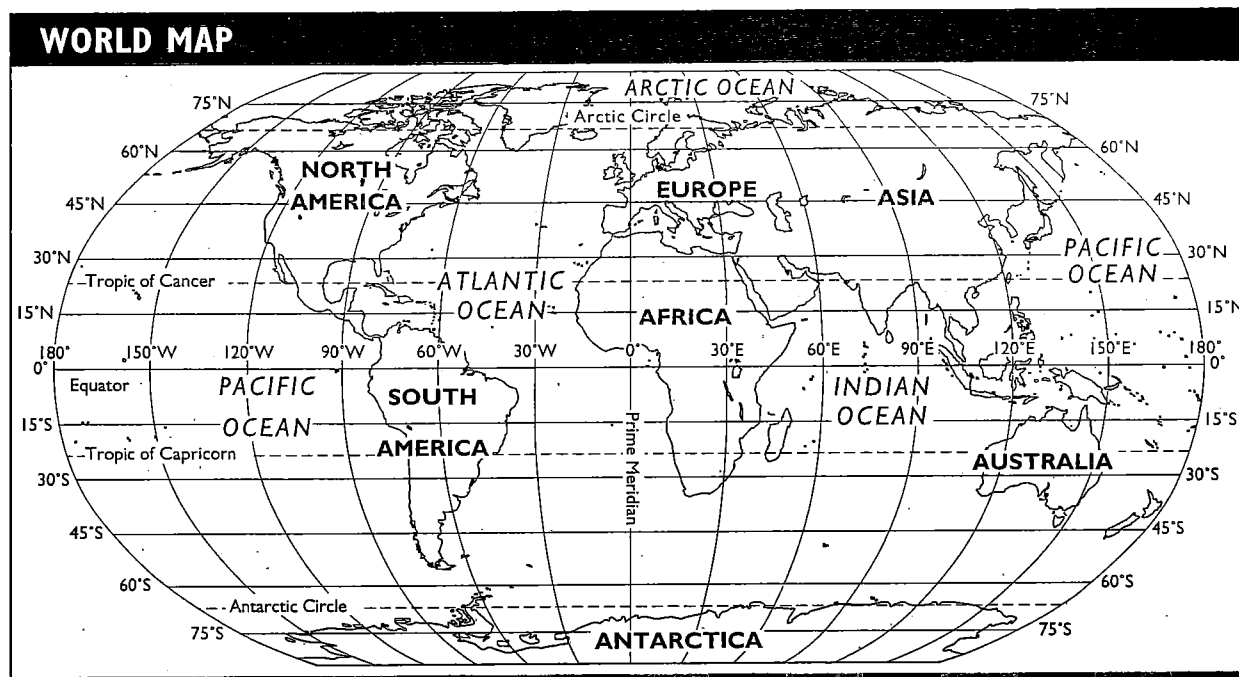 WORLD MAP
ARCTIC OCEAN
75°N
75°N
Arctic Circle
60°N
60°N
NORTH
AMERICA
EUROPE
ASIA
45°N
45°N
PACIFIC
OCEAN
30°N
30°N
Tropic of Cancer
ATLANTIC
OCEAN
15°N
15°N
AFRICA
180°
150°W
120°W
90°W
60°W
30°W
0°
30°E
60°E
90°E
120°E
150°E
180°
0°
0°
Equator
PACIFIC
OCEAN
SOUTH
AMERICA
INDIAN
OCEAN
Prime Meridian
15°S
15°S
Tropic of Capricorn
AUSTRALIA
30°S
30°S
45°S
45°S
60°S
60°S
Antarctic Circle
75°S
75°S
ANTARCTICA